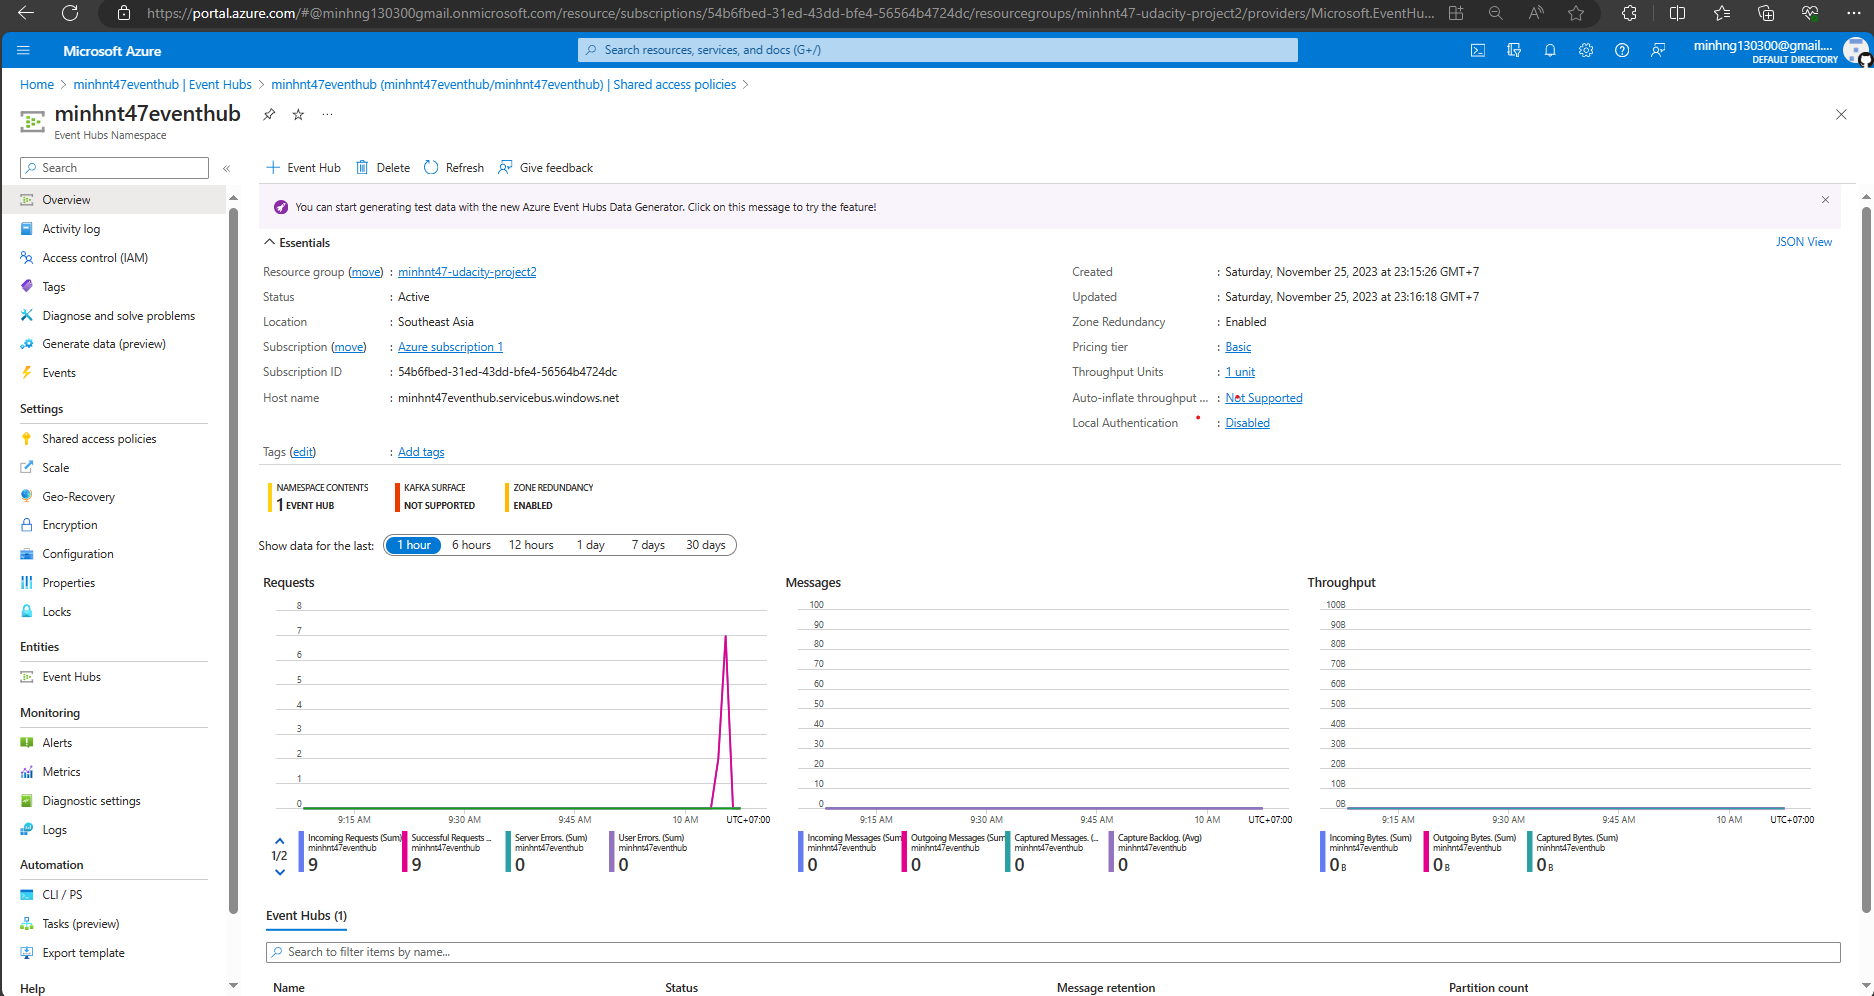 https://portal.azure.com/#@minhng130300gmail.onmicrosoft.com/resource/subscriptions/54b6fbed-31ed-43dd-bfe4-56564b4724dc/resourcegroups/minhnt47-udacity-project2/providers/Microsoft.EventHu...
Microsoft Azure
Search resources, services, and docs (G+/)
minhng130300@gmail....
DEFAULT DIRECTORY
Home > minhnt47eventhub | Event Hubs > minhnt47eventhub (minhnt47eventhub/minhnt47eventhub) | Shared access policies >
minhnt47eventhub
Event Hubs Namespace
Search
Event Hub Delete Refresh Give feedback
Overview
Activity log
Access control (IAM)
Tags
Diagnose and solve problems
Generate data (preview)
Events
Settings
Shared access policies
Scale
Geo-Recovery
Encryption
Configuration
Properties
Locks
Entities
Event Hubs
Monitoring
Alerts
Metrics
Diagnostic settings
Logs
Automation
CLI / PS
Tasks (preview)
Export template
Help
You can start generating test data with the new Azure Event Hubs Data Generator. Click on this message to try the feature!
Essentials
JSON View
Resource group (move) : minhnt47-udacity-project2
Status : Active
Location : Southeast Asia
Subscription (move) : Azure subscription 1
Subscription ID : 54b6fbed-31ed-43dd-bfe4-56564b4724dc
Host name : minhnt47eventhub.servicebus.windows.net
Created : Saturday, November 25, 2023 at 23:15:26 GMT+7
Updated : Saturday, November 25, 2023 at 23:16:18 GMT+7
Zone Redundancy : Enabled
Pricing tier : Basic
Throughput Units : 1 unit
Auto-inflate throughput ... : Not Supported
Local Authentication : Disabled
Tags (edit) : Add tags
NAMESPACE CONTENTS
1 EVENT HUB
KAFKA SURFACE
NOT SUPPORTED
ZONE REDUNDANCY
ENABLED
Show data for the last: 1 hour 6 hours 12 hours 1 day 7 days 30 days
Requests
8
7
6
5
4
3
2
1
0
9:15 AM 9:30 AM 9:45 AM 10 AM UTC+07:00
1/2
Incoming Requests (Sum)
minhnt47eventhub
9
Successful Requests ...
minhnt47eventhub
9
Server Errors. (Sum)
minhnt47eventhub
0
User Errors. (Sum)
minhnt47eventhub
0
Messages
100
90
80
70
60
50
40
30
20
10
0
9:15 AM 9:30 AM 9:45 AM 10 AM UTC+07:00
Incoming Messages (Sum
minhnt47eventhub
0
Outgoing Messages (Sum
minhnt47eventhub
0
Captured Messages. (...
minhnt47eventhub
0
Capture Backlog. (Avg)
minhnt47eventhub
0
Throughput
100B
90B
80B
70B
60B
50B
40B
30B
20B
10B
0B
9:15 AM 9:30 AM 9:45 AM 10 AM UTC+07:00
Incoming Bytes. (Sum)
minhnt47eventhub
0 B
Outgoing Bytes. (Sum)
minhnt47eventhub
0 B
Captured Bytes. (Sum)
minhnt47eventhub
0 B
Event Hubs (1)
Search to filter items by name...
Name Status Message retention Partition count